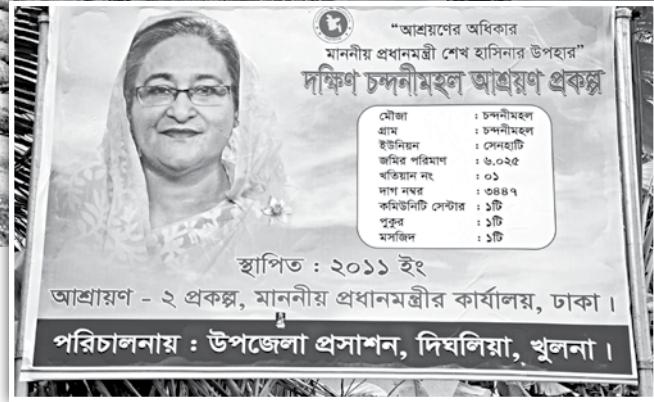 “আশ্রয়ণের অধিকার
মাননীয় প্রধানমন্ত্রী শেখ হাসিনার উপহার”
দক্ষিণ চন্দনীমহল আশ্রয়ণ প্রকল্প
মৌজা : চন্দনীমহল
গ্রাম : চন্দনীমহল
ইউনিয়ন : সেনহাটি
জমির পরিমাণ : ৬.০২৫
খতিয়ান নং : ০১
দাগ নম্বর : ৩৪৪৭
কমিউনিটি সেন্টার : ১টি
পুকুর : ১টি
মসজিদ : ১টি
স্থাপিত : ২০১১ ইং
আশ্রায়ণ - ২ প্রকল্প, মাননীয় প্রধানমন্ত্রীর কার্যালয়, ঢাকা।
পরিচালনায় : উপজেলা প্রসাশন, দিঘলিয়া, খুলনা।